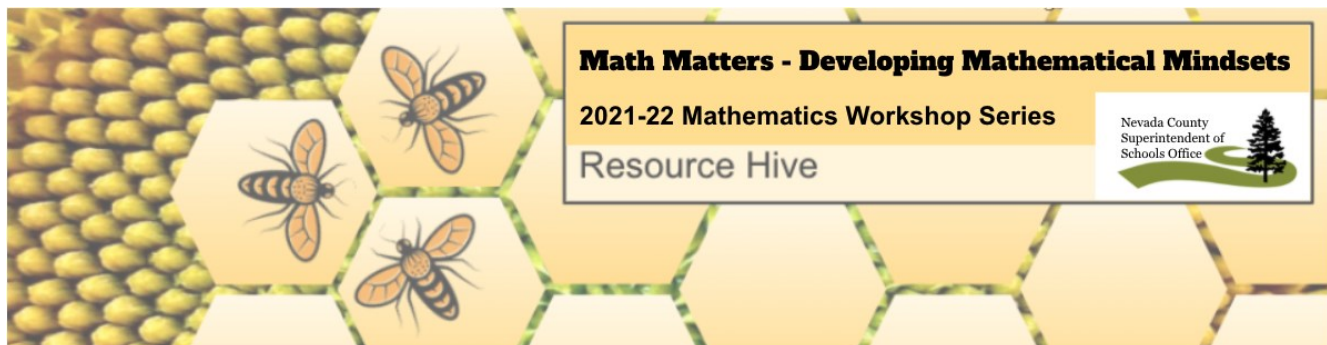 Math Matters - Developing Mathematical Mindsets
2021-22 Mathematics Workshop Series
Resource Hive
Nevada County
Superintendent of
Schools Office